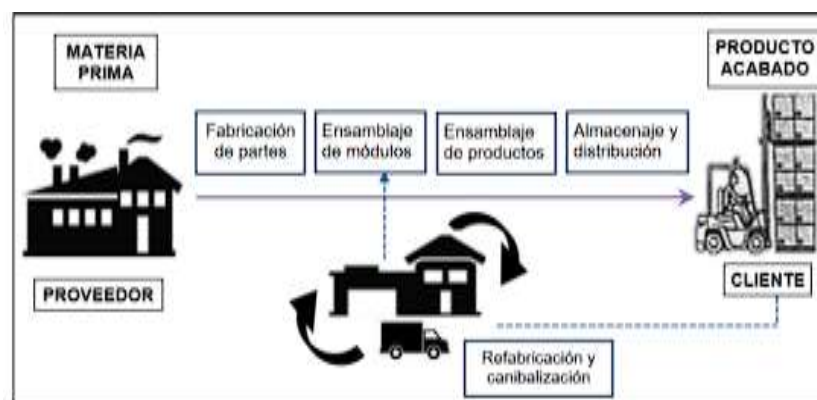 MATERIA
PRIMA
PRODUCTO
ACABADO
Fabricación
de partes
Ensamblaje
de módulos
Ensamblaje
de productos
Almacenaje y
distribución
PROVEEDOR
CLIENTE
Refabricación y
canibalización